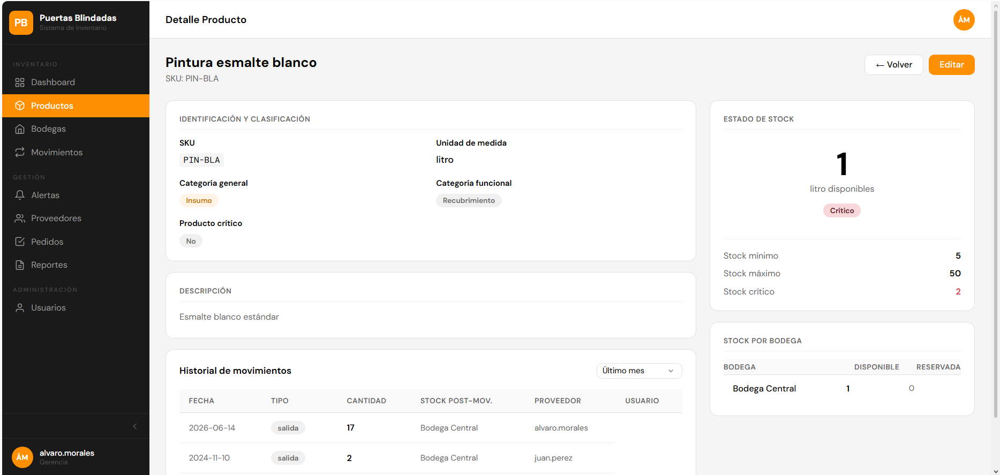 PB
Puertas Blindadas
Sistema de Inventario
INVENTARIO
Dashboard
Productos
Bodegas
Movimientos
GESTIÓN
Alertas
Proveedores
Pedidos
Reportes
ADMINISTRACIÓN
Usuarios
ÁM
alvaro.morales
Gerencia
Detalle Producto
ÁM
Pintura esmalte blanco
SKU: PIN-BLA
← Volver
Editar
IDENTIFICACIÓN Y CLASIFICACIÓN
SKU
PIN-BLA
Unidad de medida
litro
Categoría general
Insumo
Categoría funcional
Recubrimiento
Producto crítico
No
DESCRIPCIÓN
Esmalte blanco estándar
Historial de movimientos
Último mes
FECHA TIPO CANTIDAD STOCK POST-MOV. PROVEEDOR USUARIO
2026-06-14 salida 17 Bodega Central alvaro.morales
2024-11-10 salida 2 Bodega Central juan.perez
ESTADO DE STOCK
1
litro disponibles
Crítico
Stock mínimo 5
Stock máximo 50
Stock crítico 2
STOCK POR BODEGA
BODEGA DISPONIBLE RESERVADA
Bodega Central 1 0